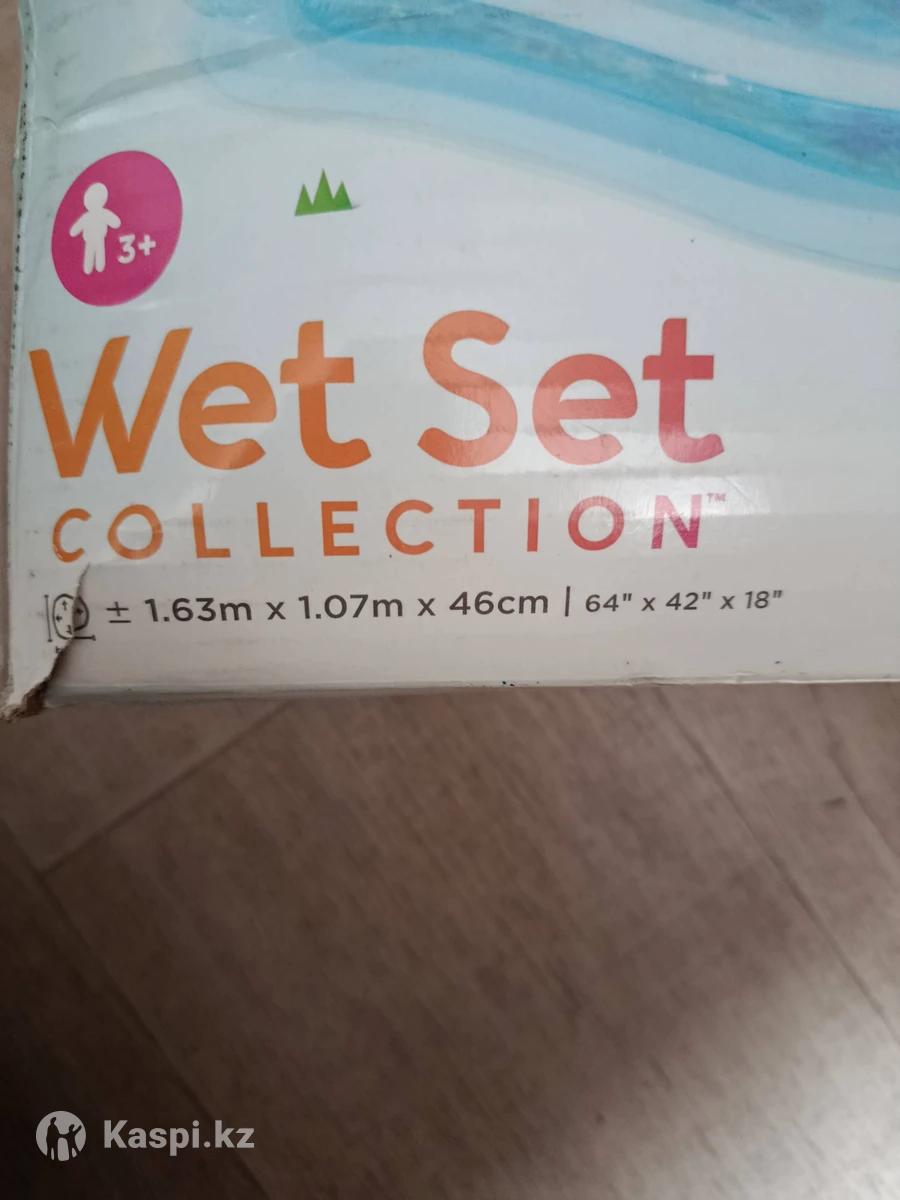 3+
Wet Set
COLLECTION™
± 1.63m x 1.07m x 46cm | 64" x 42" x 18"
Kaspi.kz